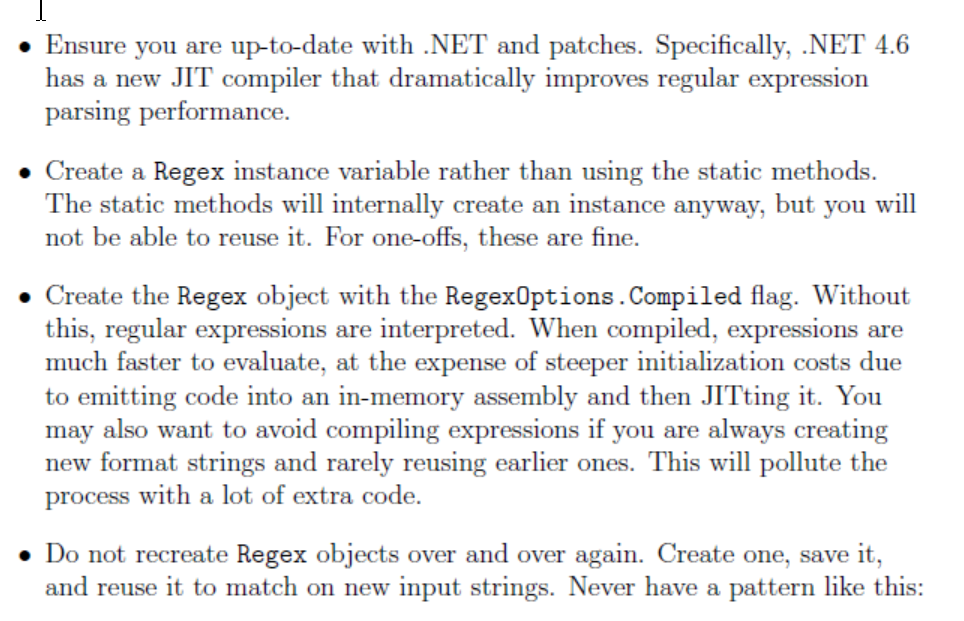 • Ensure you are up-to-date with .NET and patches. Specifically, .NET 4.6
has a new JIT compiler that dramatically improves regular expression
parsing performance.
• Create a Regex instance variable rather than using the static methods.
The static methods will internally create an instance anyway, but you will
not be able to reuse it. For one-offs, these are fine.
• Create the Regex object with the RegexOptions.Compiled flag. Without
this, regular expressions are interpreted. When compiled, expressions are
much faster to evaluate, at the expense of steeper initialization costs due
to emitting code into an in-memory assembly and then JITting it. You
may also want to avoid compiling expressions if you are always creating
new format strings and rarely reusing earlier ones. This will pollute the
process with a lot of extra code.
• Do not recreate Regex objects over and over again. Create one, save it,
and reuse it to match on new input strings. Never have a pattern like this: